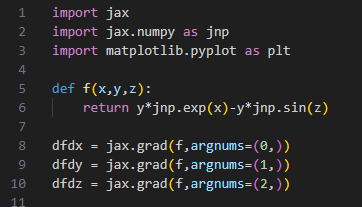 1 import jax
2 import jax.numpy as jnp
3 import matplotlib.pyplot as plt
4
5 def f(x,y,z):
6     return y*jnp.exp(x)-y*jnp.sin(z)
7
8 dfdx = jax.grad(f,argnums=(0,))
9 dfdy = jax.grad(f,argnums=(1,))
10 dfdz = jax.grad(f,argnums=(2,))
11